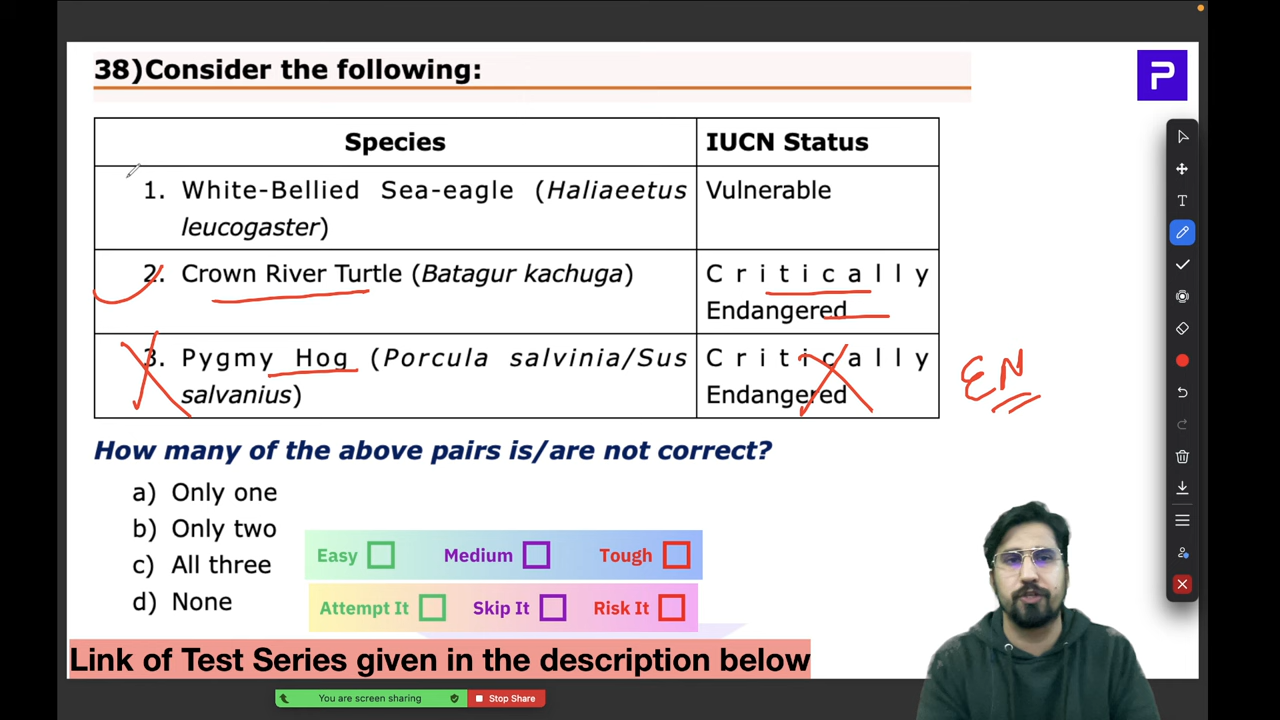 38)Consider the following:
P
Species IUCN Status
1. White-Bellied Sea-eagle (Haliaeetus Vulnerable
leucogaster)
2. Crown River Turtle (Batagur kachuga) Critically
Endangered
3. Pygmy Hog (Porcula salvinia/Sus Critically
salvanius) Endangered
EN
How many of the above pairs is/are not correct?
a) Only one
b) Only two
c) All three
d) None
Easy Medium Tough
Attempt It Skip It Risk It
Link of Test Series given in the description below
You are screen sharing Stop Share
T